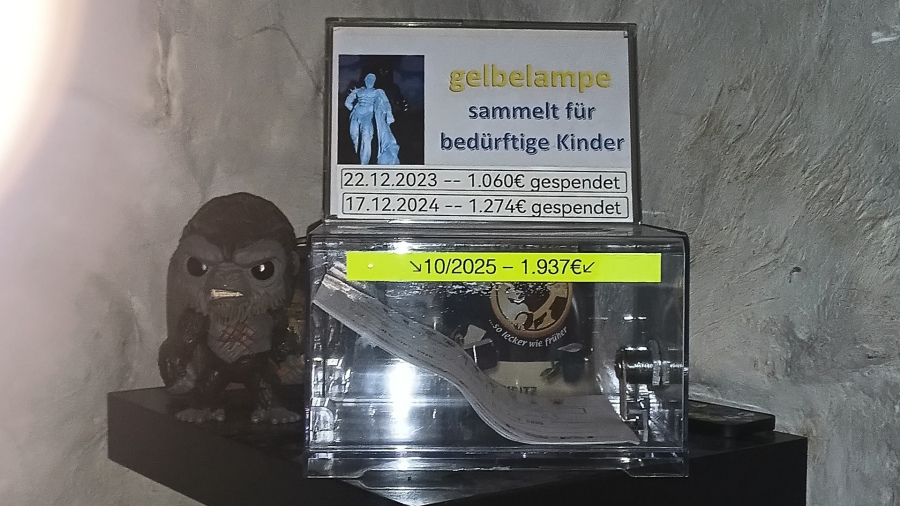 gelbelampe
sammelt für
bedürftige Kinder
22.12.2023 -- 1.060€ gespendet
17.12.2024 -- 1.274€ gespendet
↘10/2025 – 1.937€↙
...so lecker wie früher